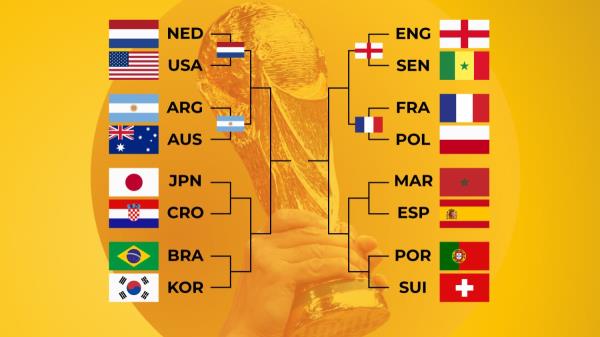 NED
USA
ARG
AUS
JPN
CRO
BRA
KOR
ENG
SEN
FRA
POL
MAR
ESP
POR
SUI